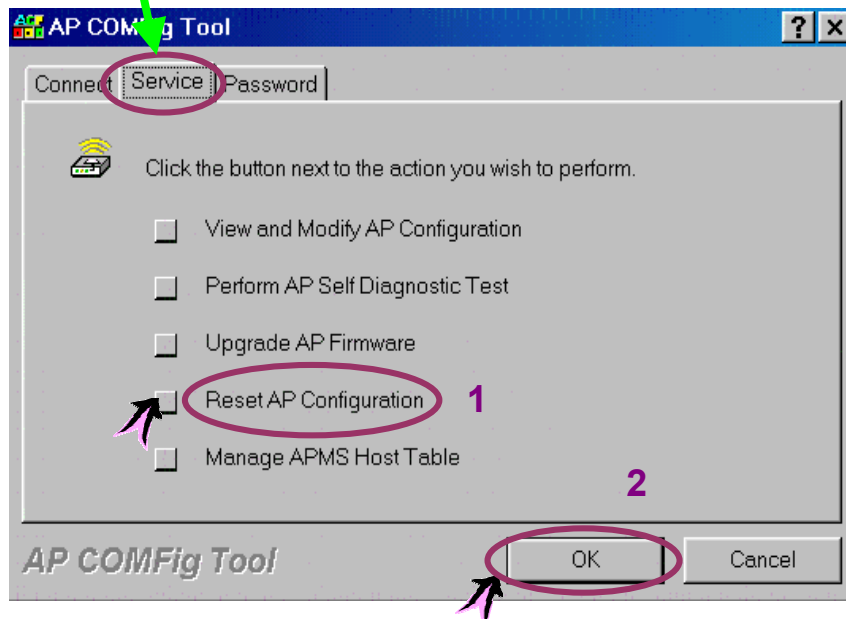 AP COMFig Tool
Connect Service Password
Click the button next to the action you wish to perform.
View and Modify AP Configuration
Perform AP Self Diagnostic Test
Upgrade AP Firmware
Reset AP Configuration 1
Manage APMS Host Table
2
AP COMFig Tool OK Cancel